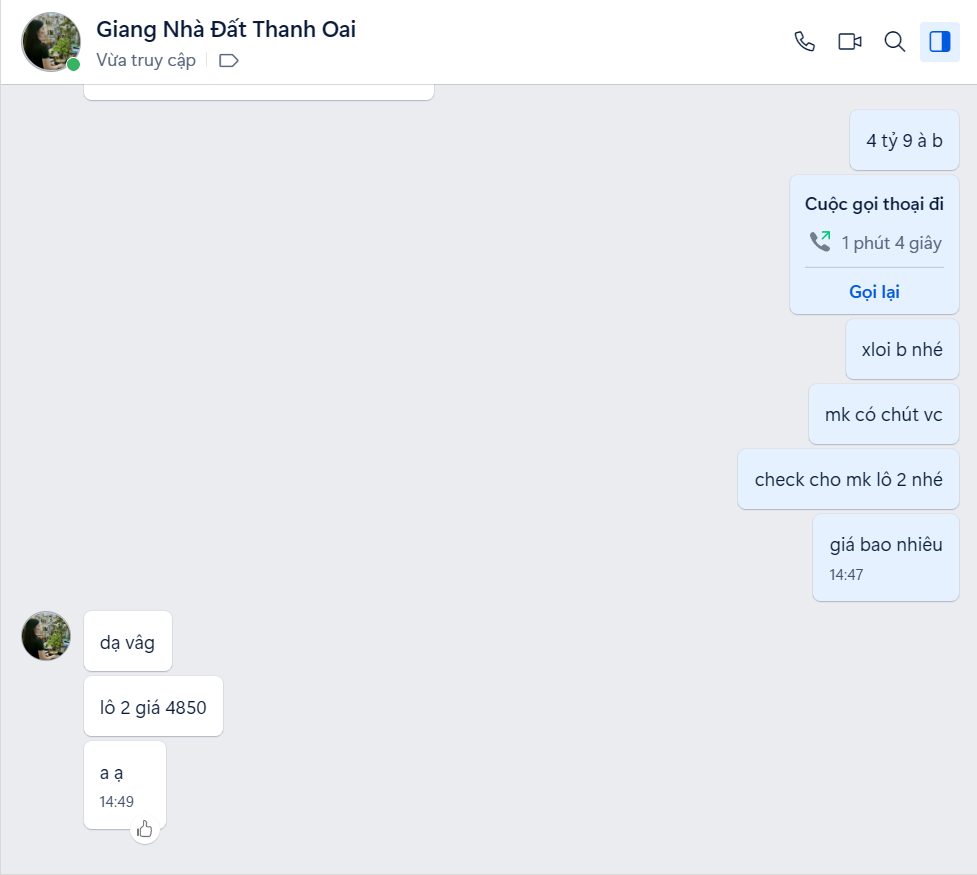 Giang Nhà Đất Thanh Oai
Vừa truy cập
4 tỷ 9 à b
Cuộc gọi thoại đi
1 phút 4 giây
Gọi lại
xloi b nhé
mk có chút vc
check cho mk lô 2 nhé
giá bao nhiêu
14:47
dạ vâg
lô 2 giá 4850
a ạ
14:49